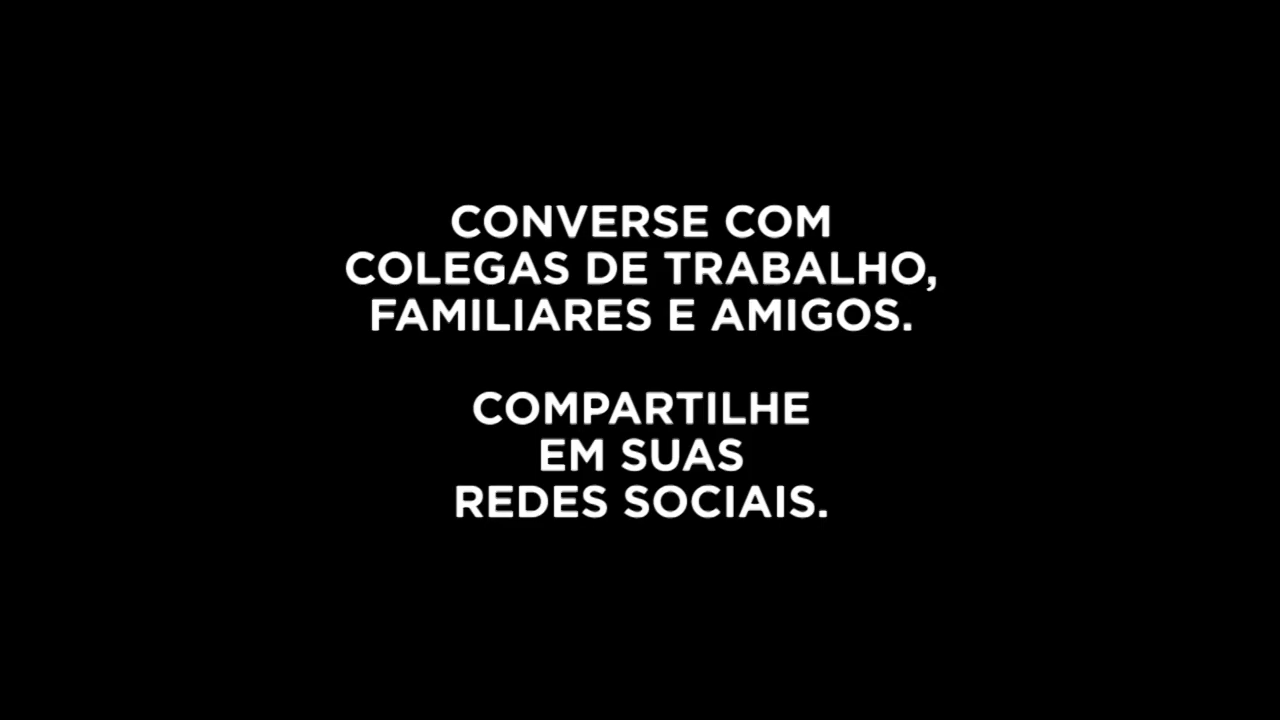 CONVERSE COM
COLEGAS DE TRABALHO,
FAMILIARES E AMIGOS.
COMPARTILHE
EM SUAS
REDES SOCIAIS.